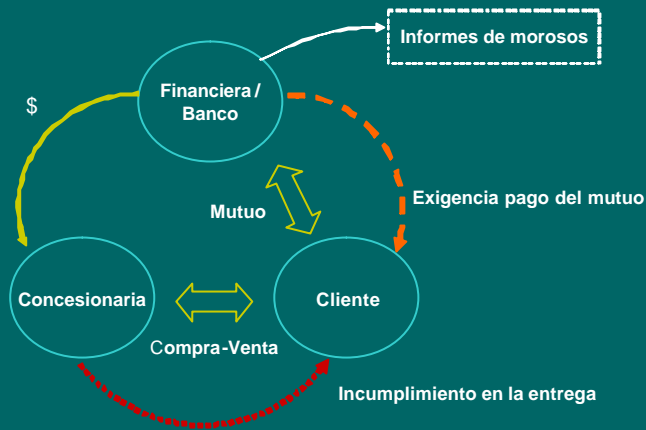 Informes de morosos
Financiera /
Banco
$
Mutuo
Exigencia pago del mutuo
Concesionaria
Cliente
Compra-Venta
Incumplimiento en la entrega